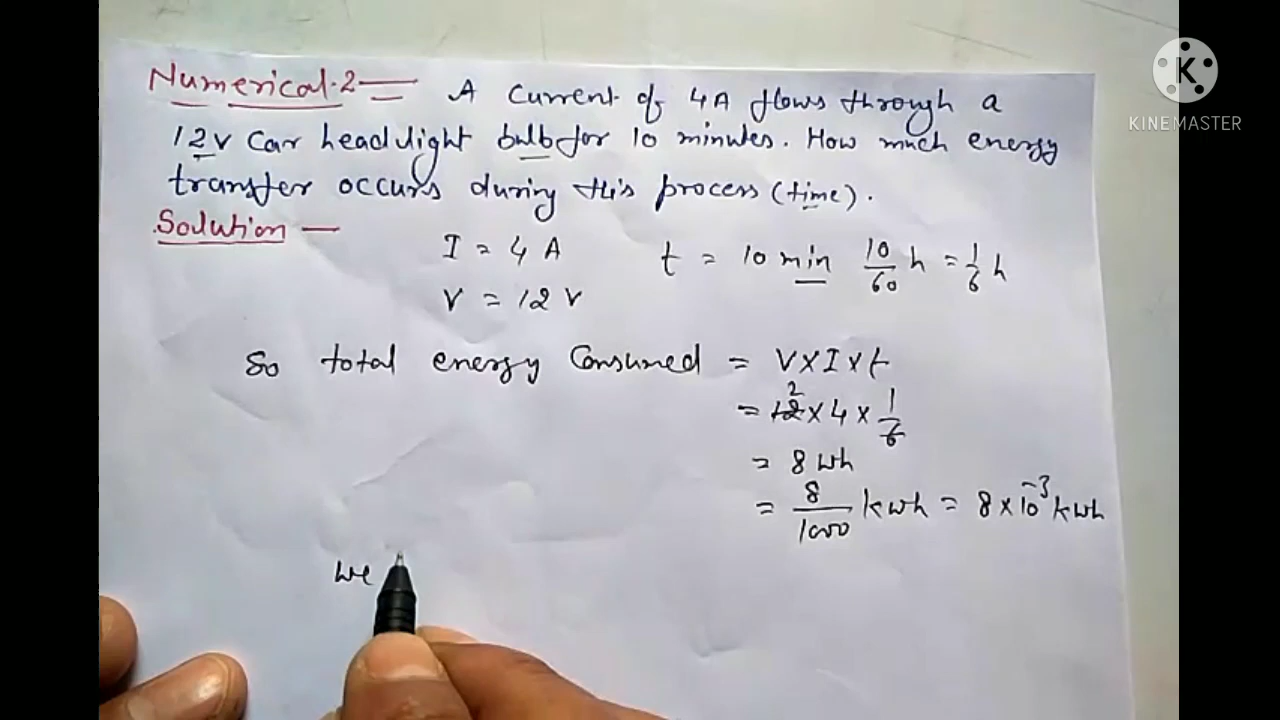 Numerical.2 — A current of 4A flows through a
12V Car headlight bulb for 10 minutes. How much energy
transfer occurs during this process (time).
Solution —
I = 4 A t = 10 min 10/60 h = 1/6 h
V = 12 V
So total energy Consumed = V×I×t
= 12 2 ×4× 1/6
= 8 wh
= 8/1000 kwh = 8×10⁻³ kwh
we
K
KINEMASTER